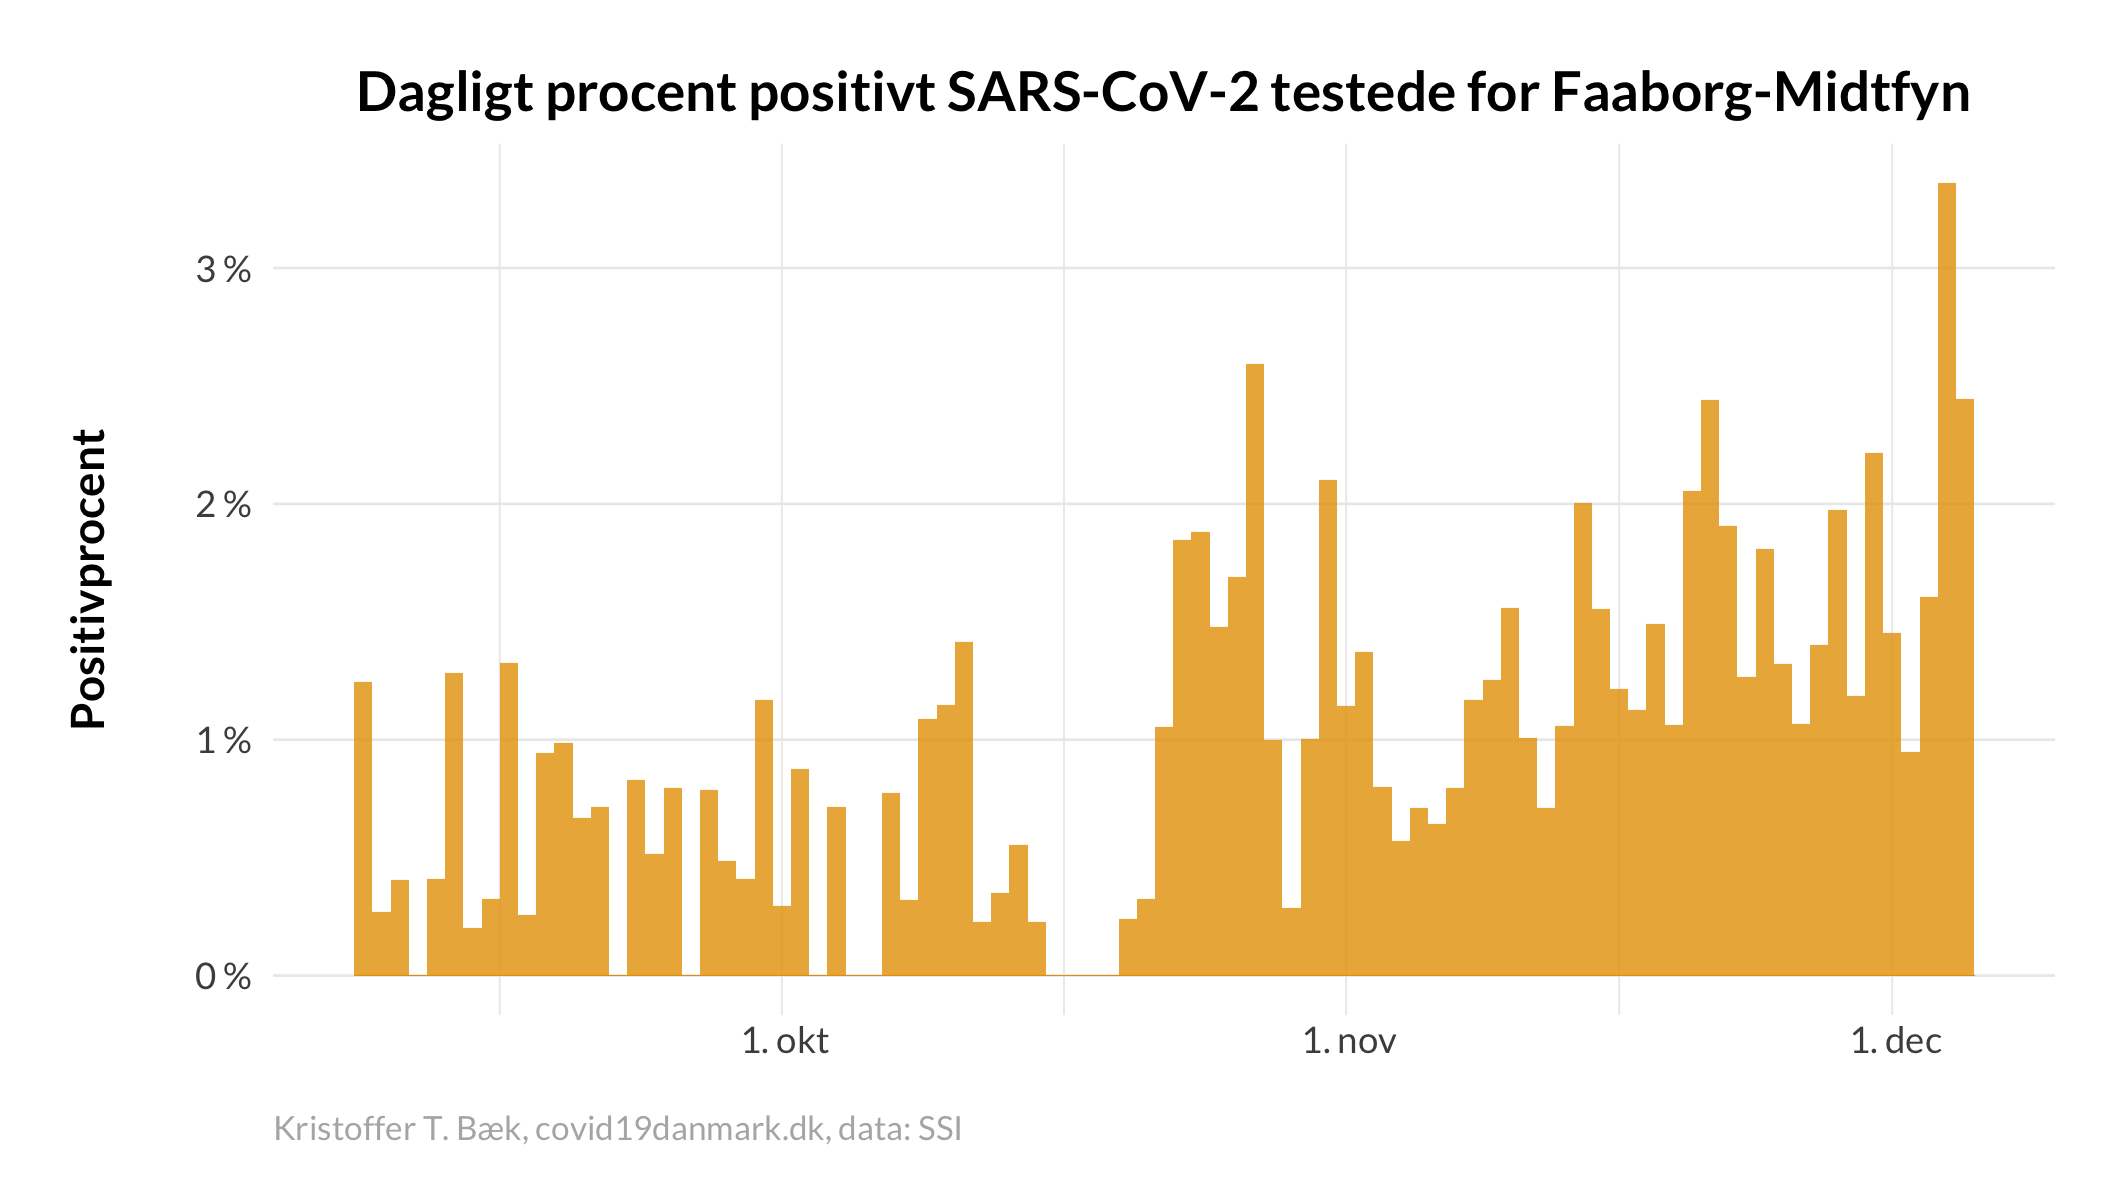 Dagligt procent positivt SARS-CoV-2 testede for Faaborg-Midtfyn
Positivprocent
3 %
2 %
1 %
0 %
1. okt
1. nov
1. dec
Kristoffer T. Bæk, covid19danmark.dk, data: SSI